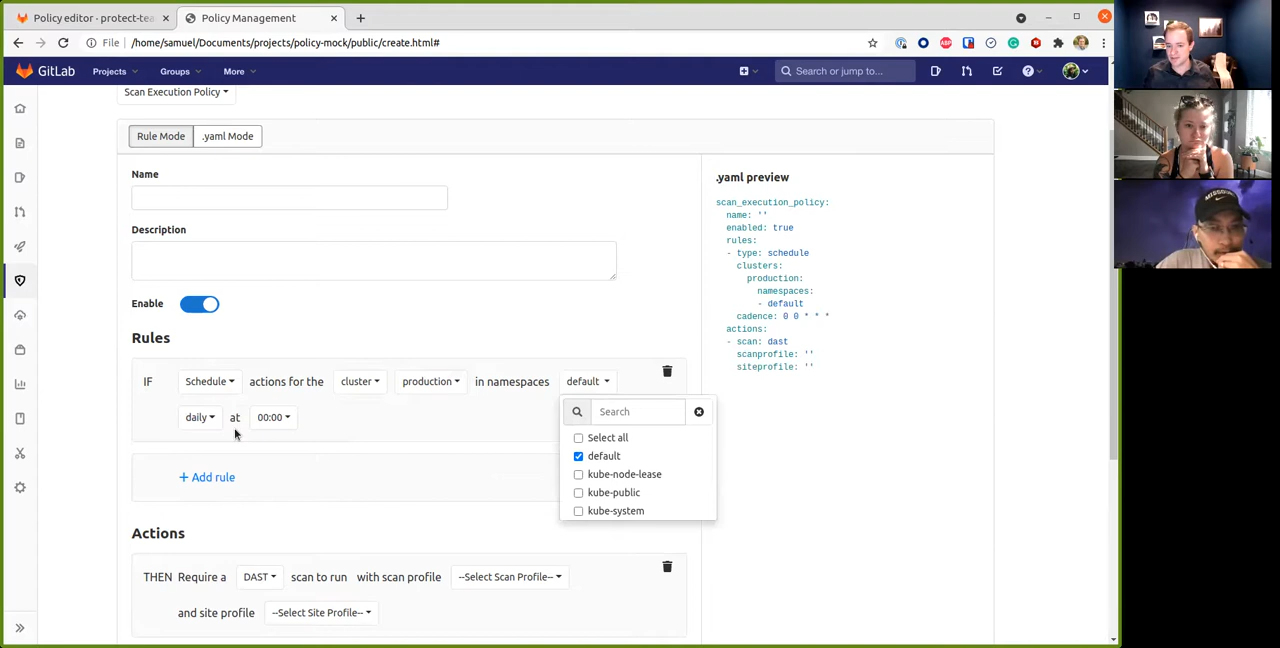 Policy editor · protect-tea
Policy Management
File
/home/samuel/Documents/projects/policy-mock/public/create.html#
ABP
GitLab
Projects
Groups
More
Search or jump to...
Scan Execution Policy
Rule Mode
.yaml Mode
Name
Description
Enable
Rules
IF Schedule actions for the cluster production in namespaces default
daily at 00:00
Search
Select all
default
kube-node-lease
kube-public
kube-system
+ Add rule
Actions
THEN Require a DAST scan to run with scan profile --Select Scan Profile--
and site profile --Select Site Profile--
.yaml preview
scan_execution_policy:
name: ''
enabled: true
rules:
- type: schedule
clusters:
production:
namespaces:
- default
cadence: 0 0 * * *
actions:
- scan: dast
scanprofile: ''
siteprofile: ''